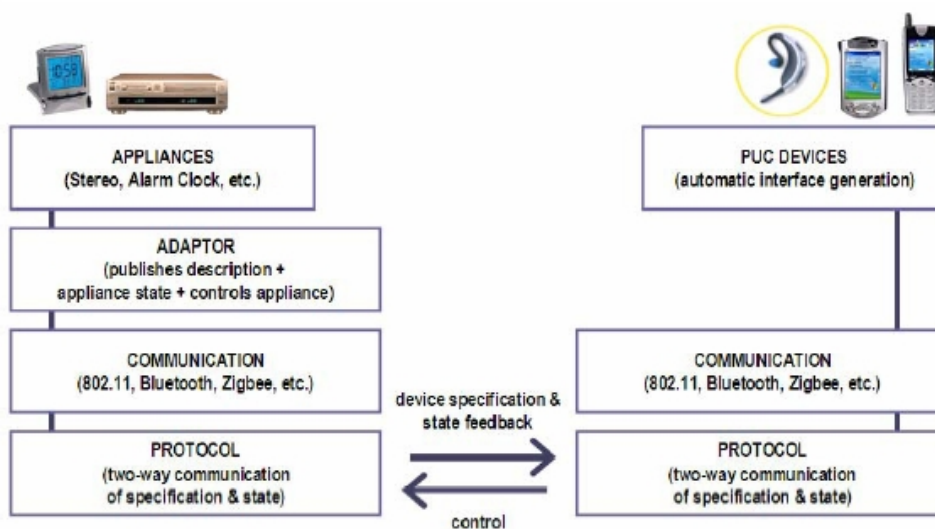 10:58
APPLIANCES
(Stereo, Alarm Clock, etc.)
ADAPTOR
(publishes description +
appliance state + controls appliance)
COMMUNICATION
(802.11, Bluetooth, Zigbee, etc.)
PROTOCOL
(two-way communication
of specification & state)
device specification &
state feedback
control
PUC DEVICES
(automatic interface generation)
COMMUNICATION
(802.11, Bluetooth, Zigbee, etc.)
PROTOCOL
(two-way communication
of specification & state)